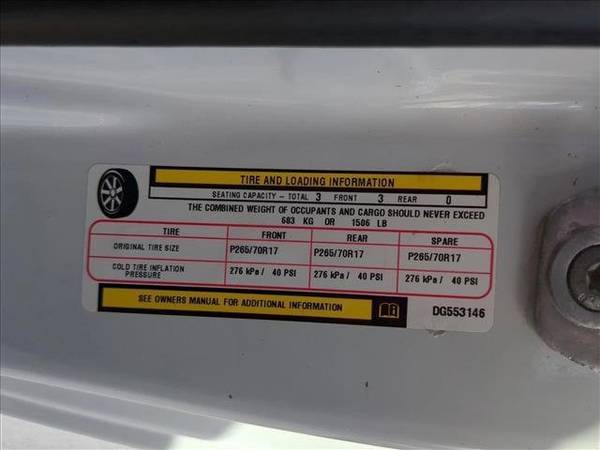 TIRE AND LOADING INFORMATION
SEATING CAPACITY - TOTAL 3 FRONT 3 REAR 0
THE COMBINED WEIGHT OF OCCUPANTS AND CARGO SHOULD NEVER EXCEED
683 KG OR 1506 LB
TIRE FRONT REAR SPARE
ORIGINAL TIRE SIZE P265/70R17 P265/70R17 P265/70R17
COLD TIRE INFLATION
PRESSURE 276 kPa / 40 PSI 276 kPa / 40 PSI 276 kPa / 40 PSI
SEE OWNERS MANUAL FOR ADDITIONAL INFORMATION
DG553146